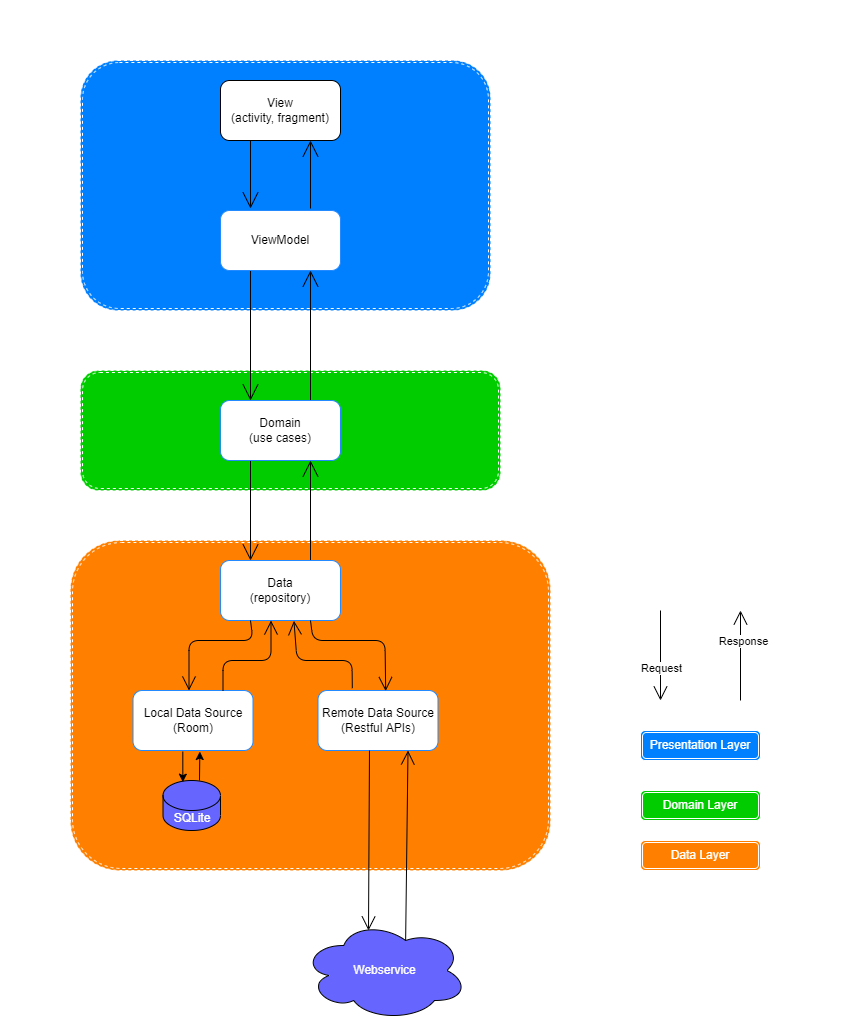 View
(activity, fragment)
ViewModel
Domain
(use cases)
Data
(repository)
Local Data Source
(Room)
Remote Data Source
(Restful APIs)
SQLite
Webservice
Request
Response
Presentation Layer
Domain Layer
Data Layer